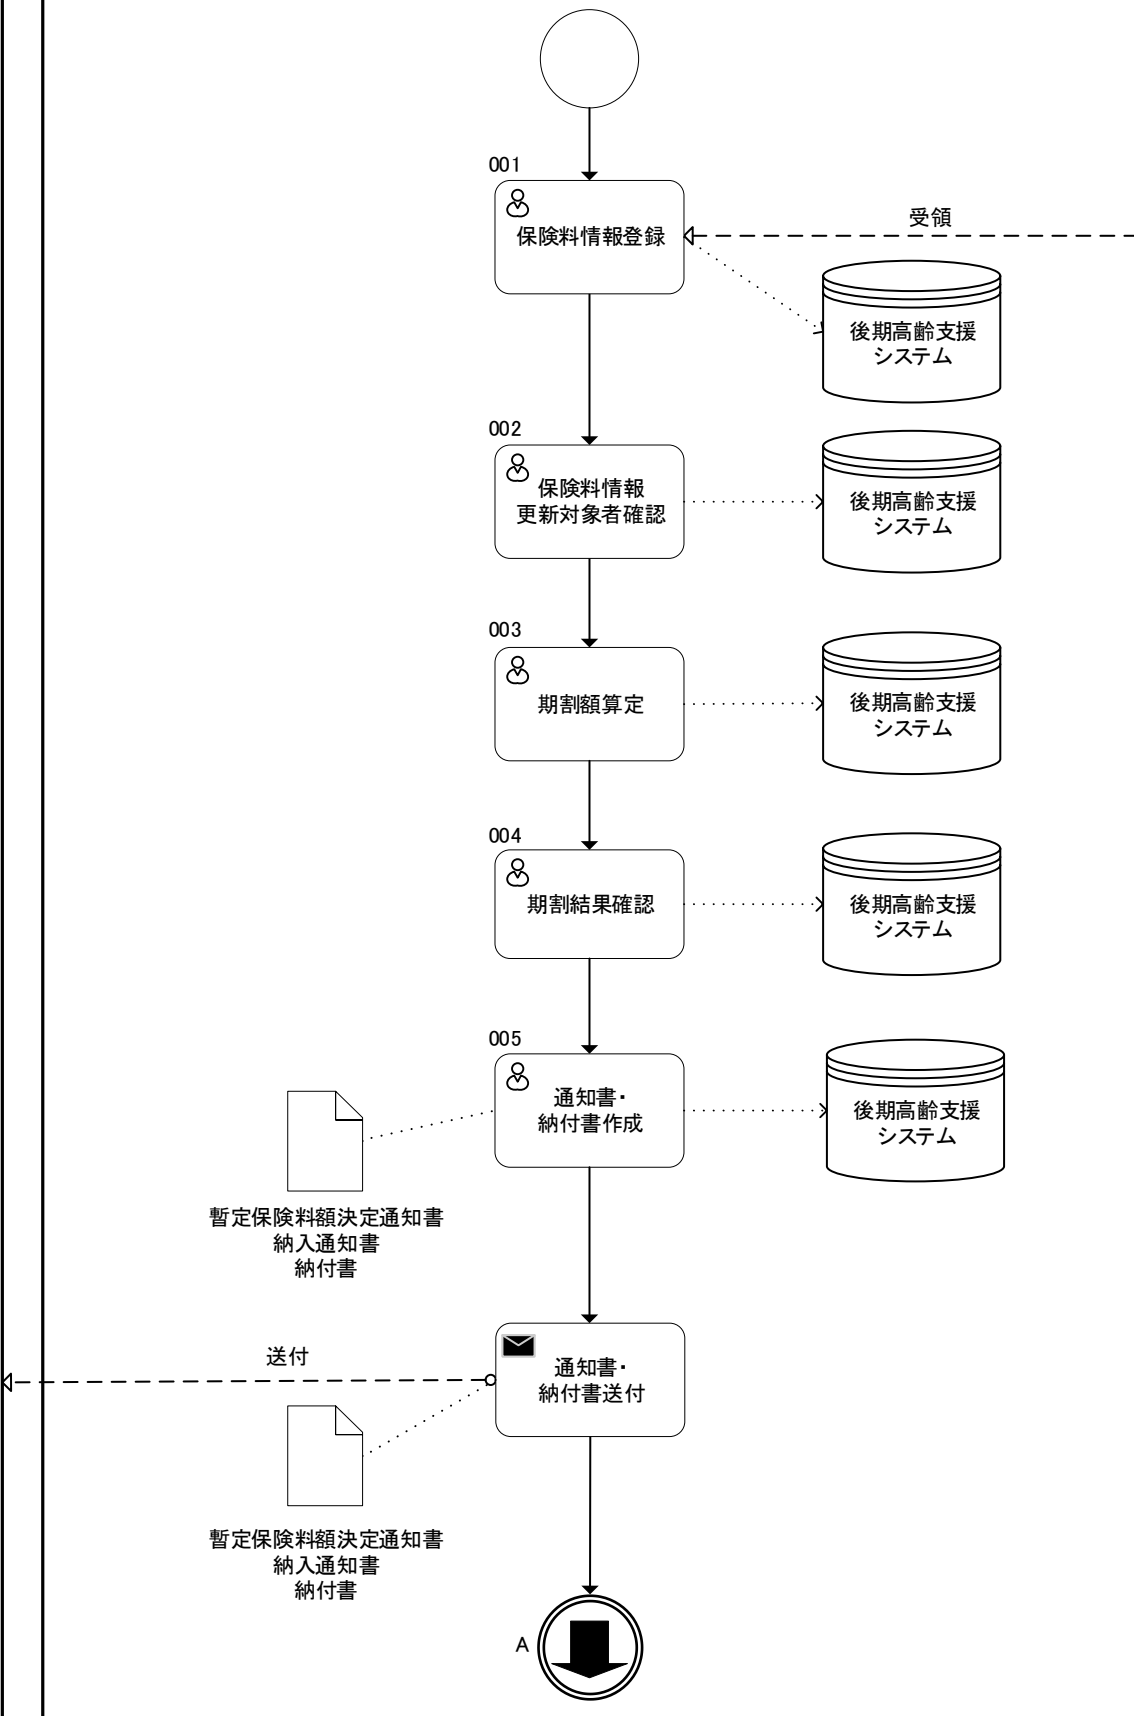 001
保険料情報登録
受領
後期高齢支援
システム
002
保険料情報
更新対象者確認
後期高齢支援
システム
003
期割額算定
後期高齢支援
システム
004
期割結果確認
後期高齢支援
システム
005
通知書・
納付書作成
後期高齢支援
システム
暫定保険料額決定通知書
納入通知書
納付書
送付
通知書・
納付書送付
暫定保険料額決定通知書
納入通知書
納付書
A